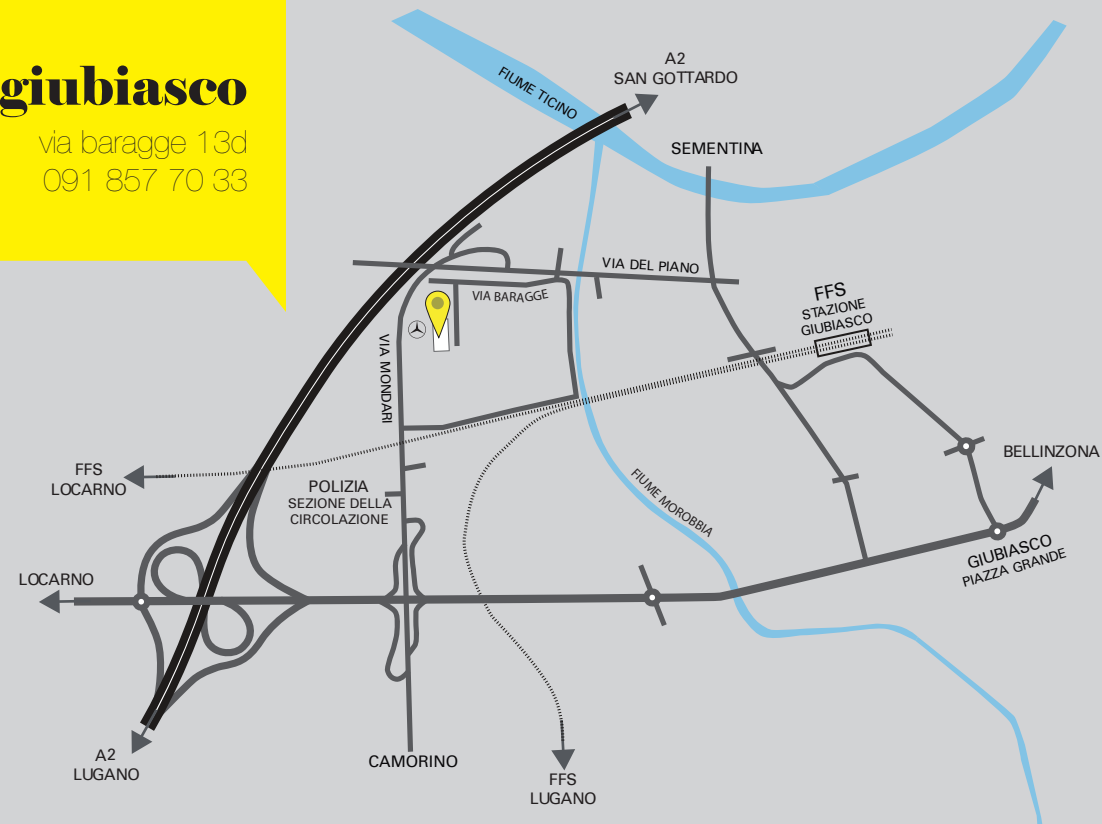 giubiasco
via baragge 13d
091 857 70 33
A2
SAN GOTTARDO
FIUME TICINO
SEMENTINA
VIA DEL PIANO
VIA BARAGGE
FFS
STAZIONE
GIUBIASCO
VIA MONDARI
FFS
LOCARNO
POLIZIA
SEZIONE DELLA
CIRCOLAZIONE
FIUME MOROBBIA
BELLINZONA
GIUBIASCO
PIAZZA GRANDE
LOCARNO
A2
LUGANO
CAMORINO
FFS
LUGANO